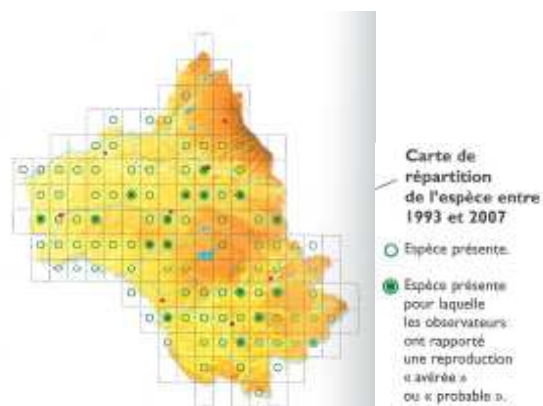 Carte de
répartition
de l'espèce entre
1993 et 2007
Espèce présente.
Espèce présente
pour laquelle
les observateurs
ont rapporté
une reproduction
« avérée »
ou « probable ».